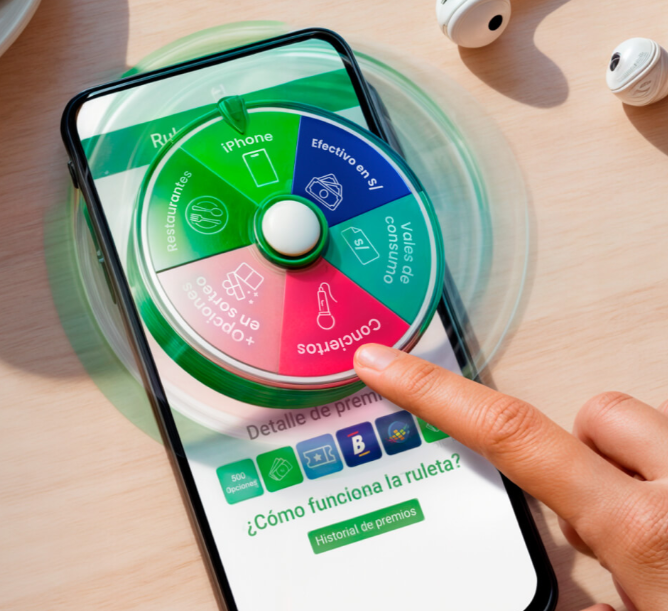 iPhone
Efectivo en s/
s/
Vales de
consumo
Conciertos
+Opciones
en sorteo
Restaurantes
Detalle de
500
Opciones
B
¿Cómo funciona la ruleta?
Historial de premios